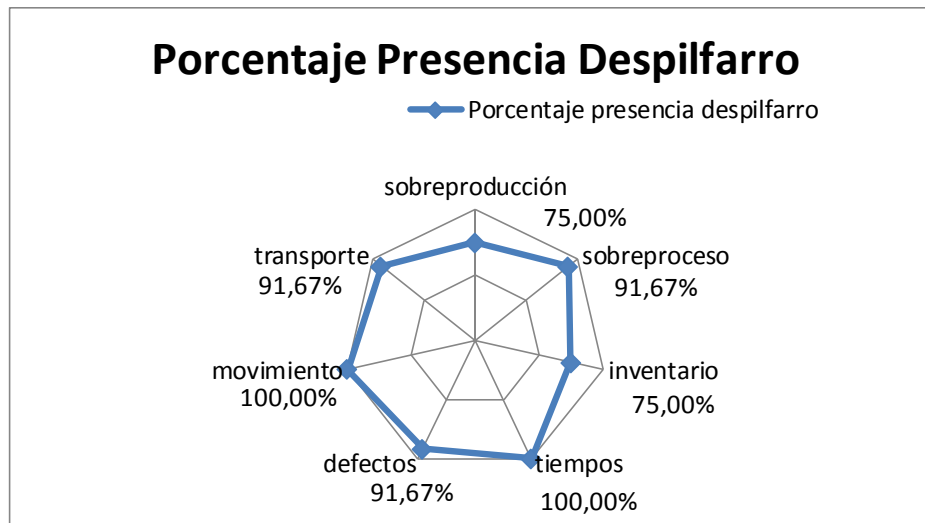 Porcentaje Presencia Despilfarro
Porcentaje presencia despilfarro
sobreproducción
75,00%
sobreproceso
91,67%
inventario
75,00%
tiempos
100,00%
defectos
91,67%
movimiento
100,00%
transporte
91,67%